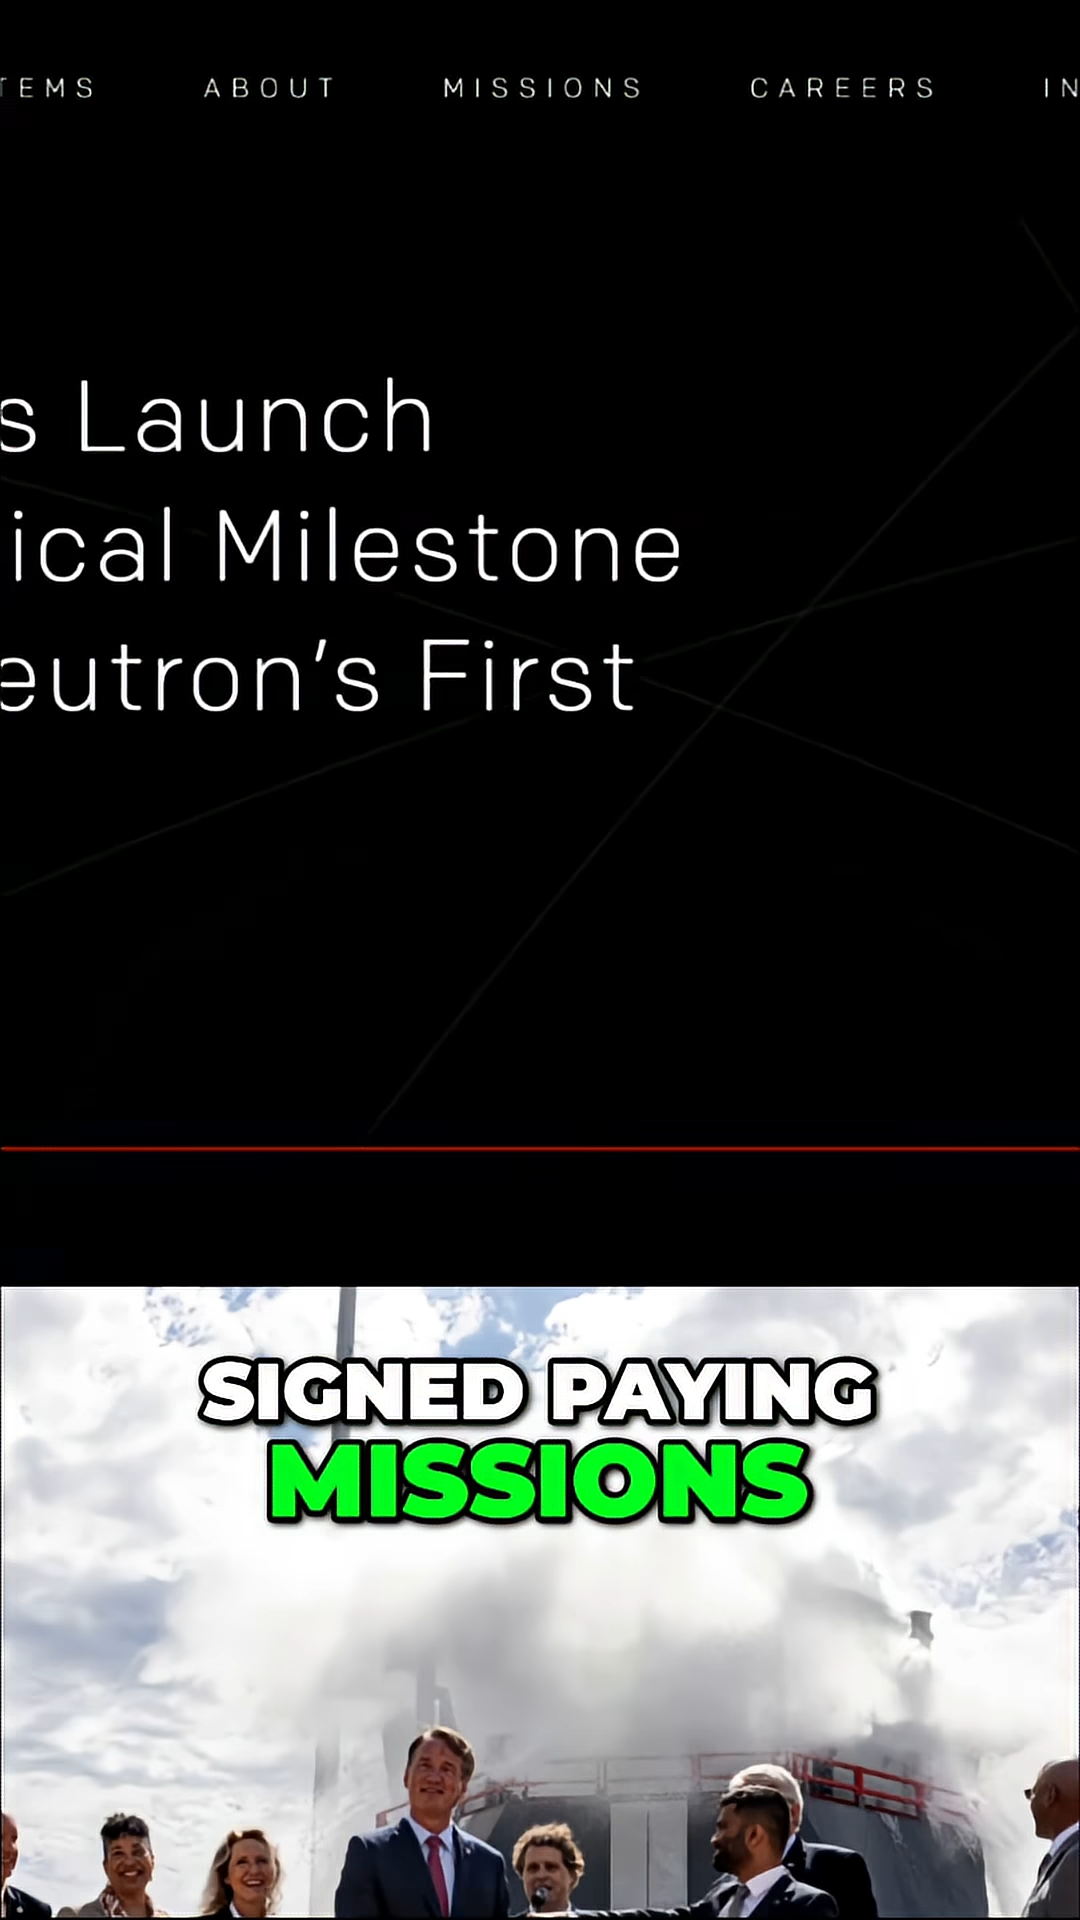 TEMS ABOUT MISSIONS CAREERS IN
s Launch
ical Milestone
eutron's First
SIGNED PAYING
MISSIONS